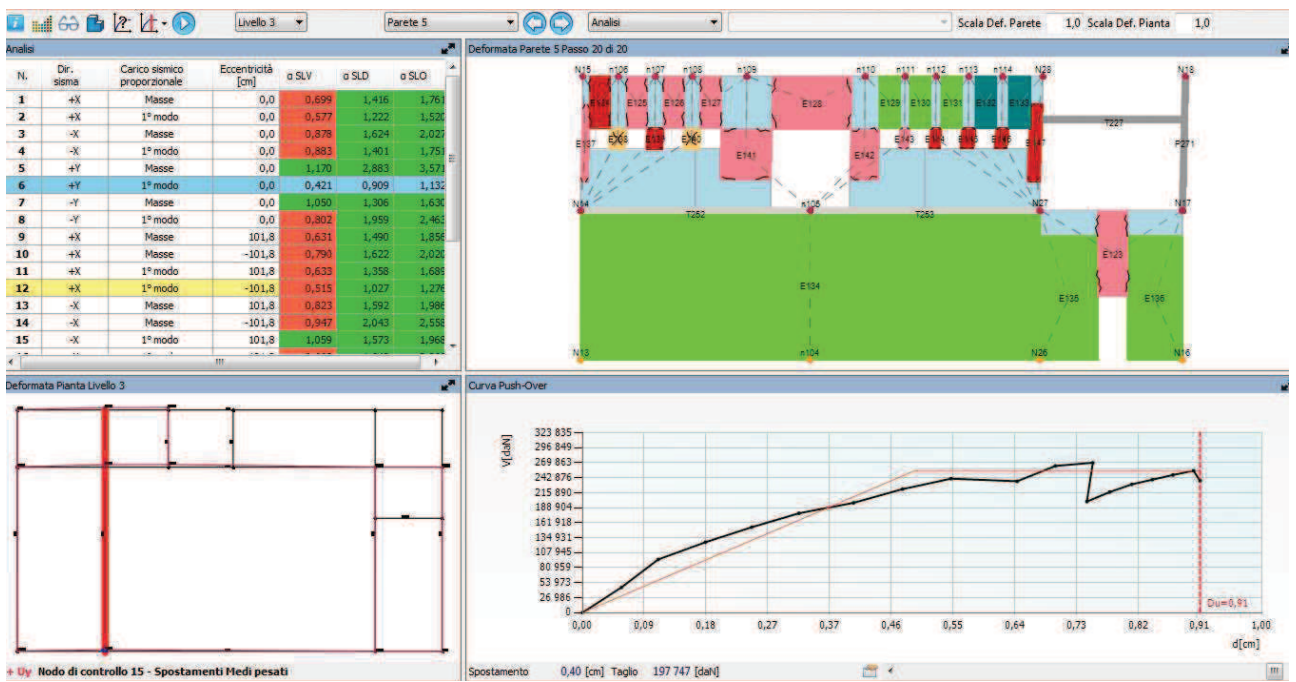 Livello 3 Parete 5 Analisi Scala Def. Parete 1,0 Scala Def. Pianta 1,0
Analisi
N. Dir. sisma Carico sismico proporzionale Eccentricità [cm] α SLV α SLD α SLO
1 +X Masse 0,0 0,699 1,416 1,761
2 +X 1° modo 0,0 0,577 1,222 1,520
3 -X Masse 0,0 0,878 1,624 2,027
4 -X 1° modo 0,0 0,883 1,401 1,751
5 +Y Masse 0,0 1,170 2,883 3,571
6 +Y 1° modo 0,0 0,421 0,909 1,132
7 -Y Masse 0,0 1,050 1,306 1,630
8 -Y 1° modo 0,0 0,802 1,959 2,463
9 +X Masse 101,8 0,631 1,490 1,856
10 +X Masse -101,8 0,790 1,622 2,020
11 +X 1° modo 101,8 0,633 1,358 1,689
12 +X 1° modo -101,8 0,515 1,027 1,276
13 -X Masse 101,8 0,823 1,592 1,986
14 -X Masse -101,8 0,947 2,043 2,558
15 -X 1° modo 101,8 1,059 1,573 1,968
Deformata Parete 5 Passo 20 di 20
N15 n106 n107 n108 n109 n110 n111 n112 n113 n114 N28 N18
E124 E125 E126 E127 E128 E129 E130 E131 E132 E133
T227
E137 E141 E142 E143 E144 E145 E146 E147 P271
N14 n105 N27 N17
T252 T253
E123
E134 E135 E136
N13 n104 N26 N16
Deformata Pianta Livello 3
+ Uy Nodo di controllo 15 - Spostamenti Medi pesati
Curva Push-Over
V[daN]
323 835
296 849
269 863
242 876
215 890
188 904
161 918
134 931
107 945
80 959
53 973
26 986
0
Du=0,91
0,00 0,09 0,18 0,27 0,37 0,46 0,55 0,64 0,73 0,82 0,91 1,00
d[cm]
Spostamento 0,40 [cm] Taglio 197 747 [daN]